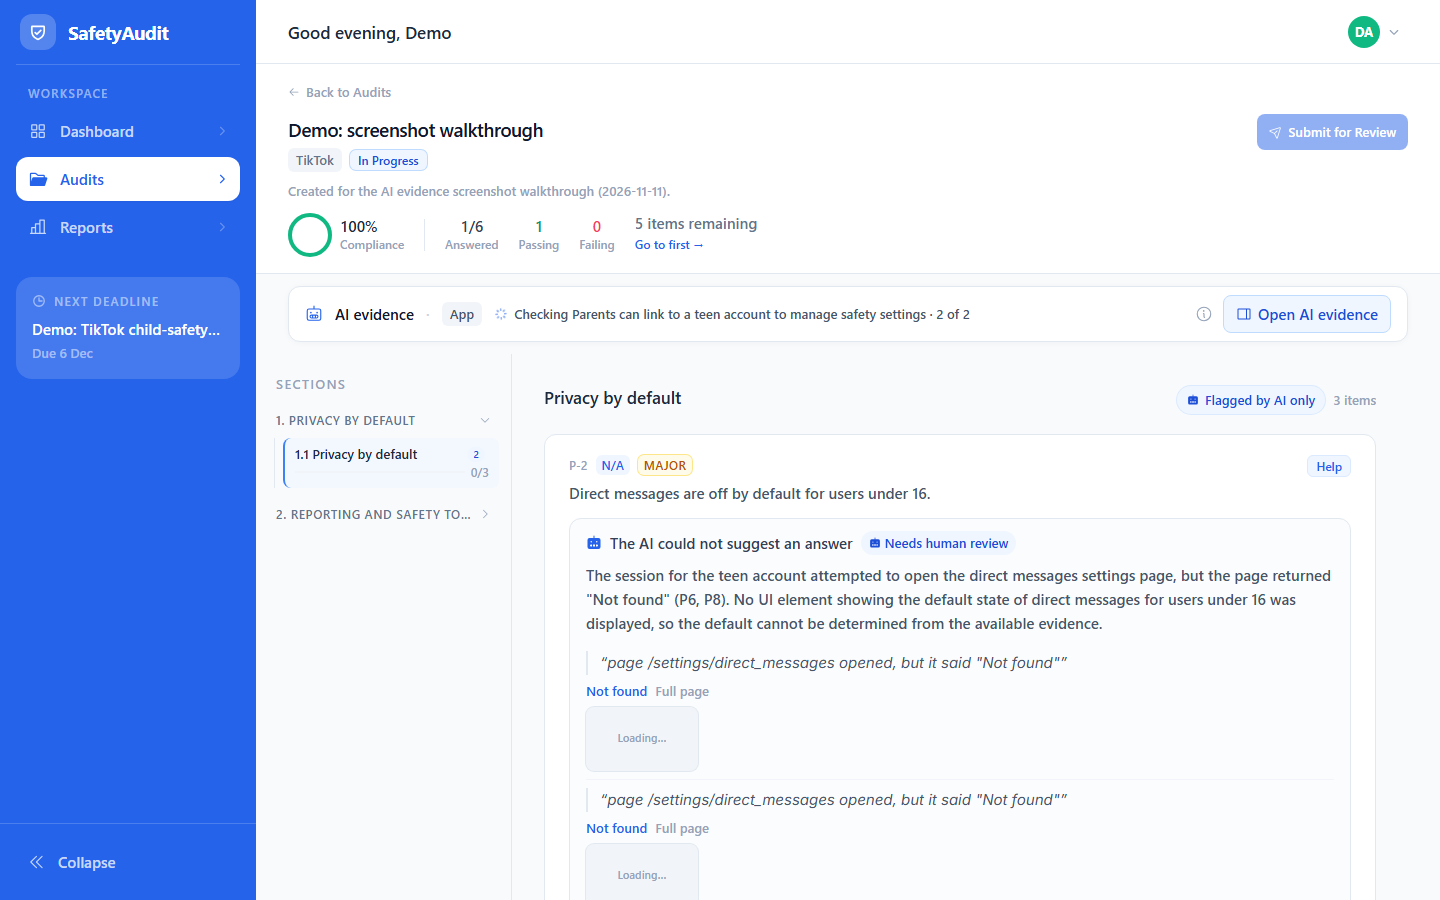 SafetyAudit
Good evening, Demo
DA
WORKSPACE
Dashboard
Audits
Reports
NEXT DEADLINE
Demo: TikTok child-safety...
Due 6 Dec
Collapse
← Back to Audits
Demo: screenshot walkthrough
Submit for Review
TikTok
In Progress
Created for the AI evidence screenshot walkthrough (2026-11-11).
100%
Compliance
1/6
Answered
1
Passing
0
Failing
5 items remaining
Go to first →
AI evidence · App Checking Parents can link to a teen account to manage safety settings · 2 of 2
Open AI evidence
SECTIONS
1. PRIVACY BY DEFAULT
1.1 Privacy by default 2
0/3
2. REPORTING AND SAFETY TO...
Privacy by default
Flagged by AI only
3 items
P-2 N/A MAJOR
Help
Direct messages are off by default for users under 16.
The AI could not suggest an answer
Needs human review
The session for the teen account attempted to open the direct messages settings page, but the page returned
"Not found" (P6, P8). No UI element showing the default state of direct messages for users under 16 was
displayed, so the default cannot be determined from the available evidence.
“page /settings/direct_messages opened, but it said "Not found"”
Not found Full page
Loading...
“page /settings/direct_messages opened, but it said "Not found"”
Not found Full page
Loading...